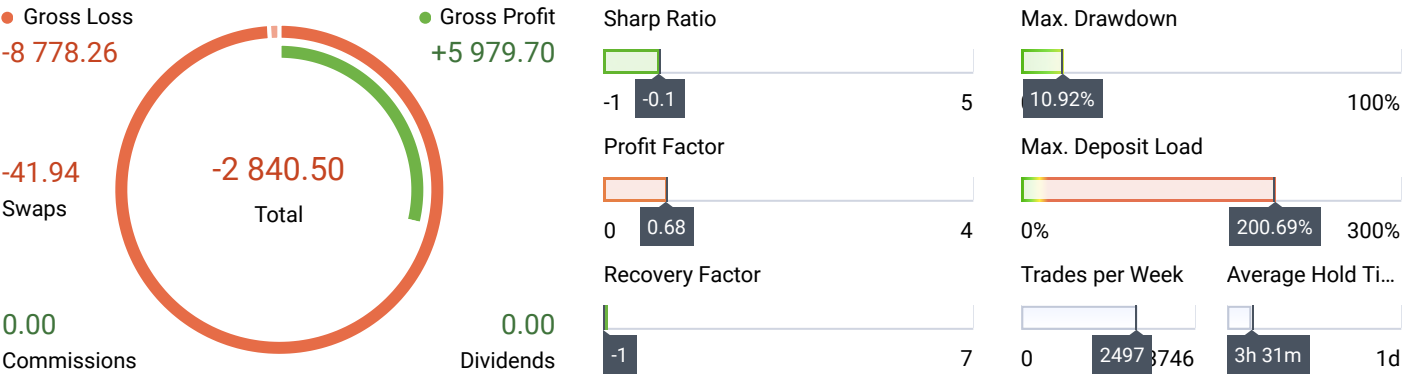 Gross Loss
-8 778.26
Gross Profit
+5 979.70
-41.94
Swaps
-2 840.50
Total
0.00
Commissions
0.00
Dividends
Sharp Ratio
-1 -0.1 5
Profit Factor
0 0.68 4
Recovery Factor
-1 7
Max. Drawdown
10.92% 100%
Max. Deposit Load
0% 200.69% 300%
Trades per Week
0 2497
Average Hold Ti...
3h 31m 1d